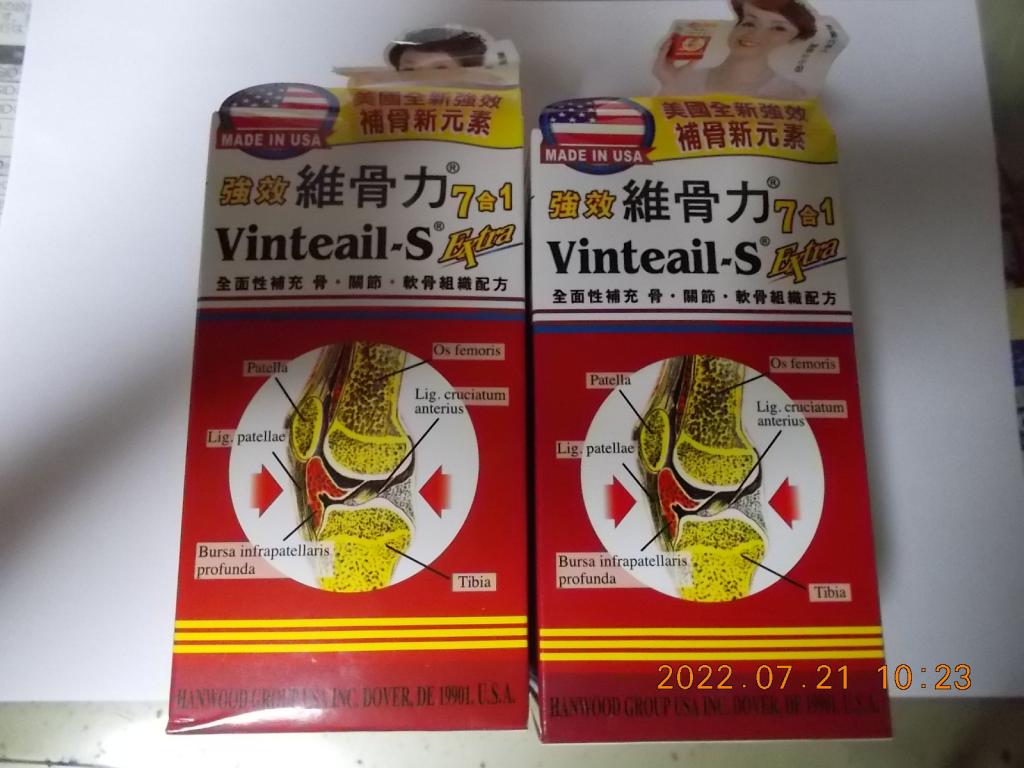 美國全新強效
補骨新元素
MADE IN USA
強效 維骨力® 7合1
Vinteail-S® Extra
全面性補充 骨・關節・軟骨組織配方
Os femoris
Patella
Lig. cruciatum
anterius
Lig. patellae
Bursa infrapatellaris
profunda
Tibia
HANWOOD GROUP USA INC. DOVER, DE 19901. U.S.A.
美國全新強效
補骨新元素
MADE IN USA
強效 維骨力® 7合1
Vinteail-S® Extra
全面性補充 骨・關節・軟骨組織配方
Os femoris
Patella
Lig. cruciatum
anterius
Lig. patellae
Bursa infrapatellaris
profunda
Tibia
HANWOOD GROUP USA INC. DOVER, DE 19901. U.S.A.
2022.07.21 10:23